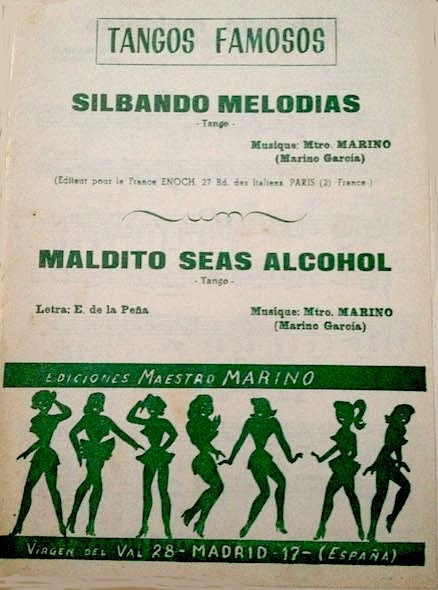 TANGOS FAMOSOS
SILBANDO MELODIAS
- Tango -
Musique: Mtro. MARINO
(Marino García)
(Editeur pour le France ENOCH. 27 Bd. des Italiens PARIS (2) France-)
MALDITO SEAS ALCOHOL
- Tango -
Letra: E. de la Peña
Musique: Mtro. MARINO
(Marino García)
EDICIONES MAESTRO MARINO
VIRGEN DEL VAL 28- MADRID-17-(ESPAÑA)